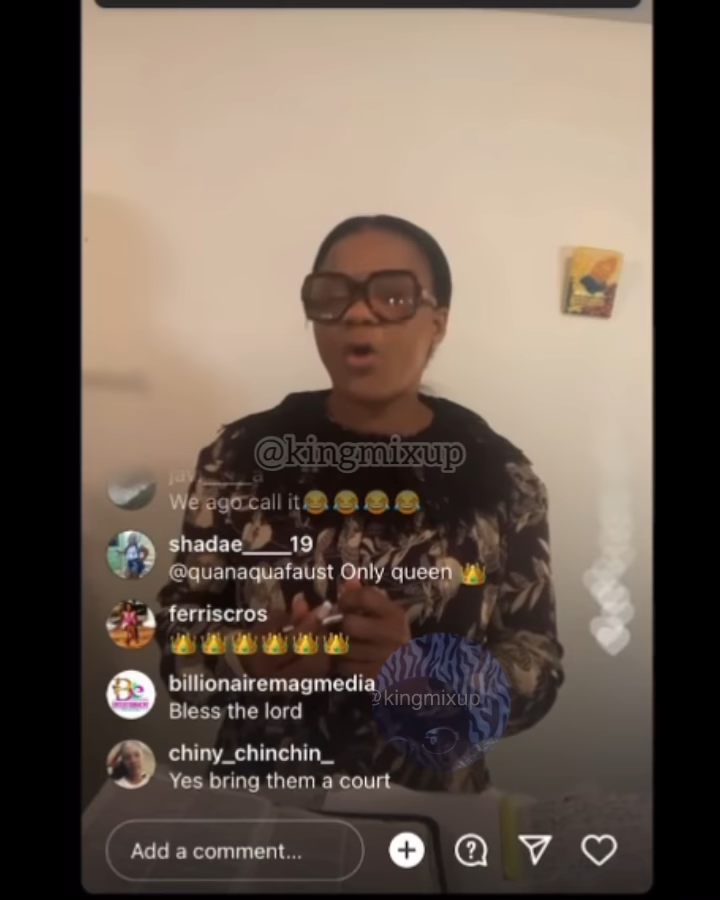 @kingmixup
We ago call it😂😂😂😂
shadae____19
@quanaquafaust Only queen 👑
ferriscros
👑👑👑👑👑👑
billionairemagmedia
Bless the lord
@kingmixup
chiny_chinchin_
Yes bring them a court
Add a comment...